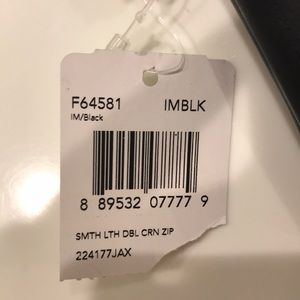 F64581 IMBLK
IM/Black
8 89532 07777 9
SMTH LTH DBL CRN ZIP
224177JAX